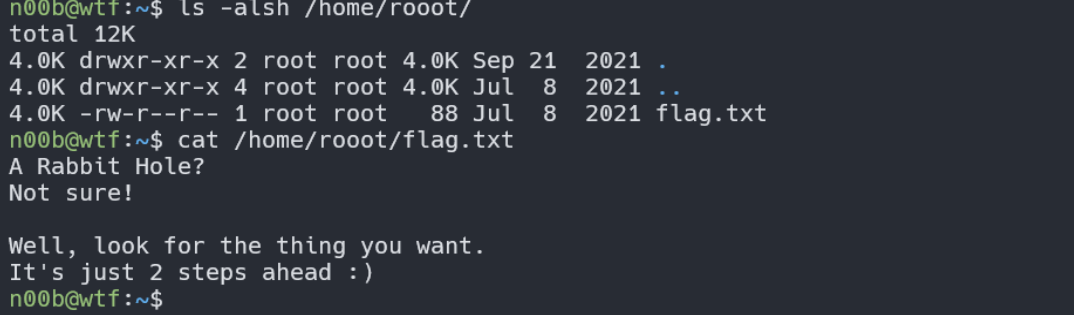 n00b@wtf:~$ ls -alsh /home/rooot/
total 12K
4.0K drwxr-xr-x 2 root root 4.0K Sep 21  2021 .
4.0K drwxr-xr-x 4 root root 4.0K Jul  8  2021 ..
4.0K -rw-r--r-- 1 root root   88 Jul  8  2021 flag.txt
n00b@wtf:~$ cat /home/rooot/flag.txt
A Rabbit Hole?
Not sure!

Well, look for the thing you want.
It's just 2 steps ahead :)
n00b@wtf:~$